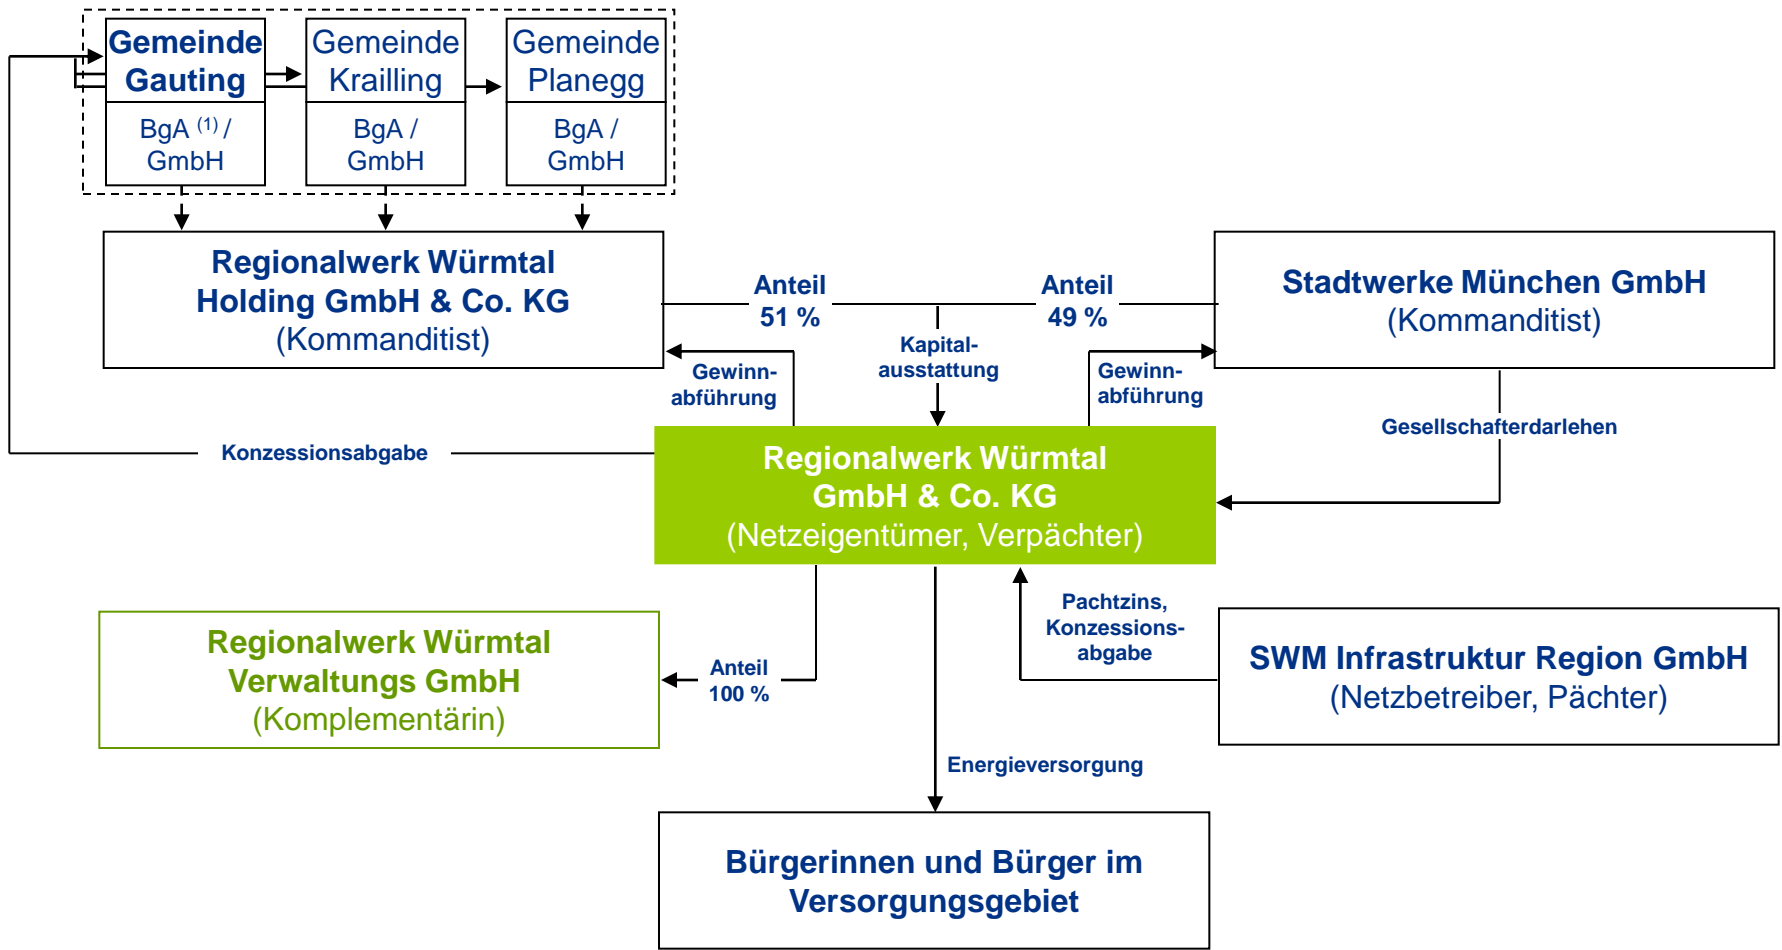 Gemeinde
Gauting
BgA (1) /
GmbH
Gemeinde
Krailling
BgA /
GmbH
Gemeinde
Planegg
BgA /
GmbH
Regionalwerk Würmtal
Holding GmbH & Co. KG
(Kommanditist)
Anteil
51 %
Anteil
49 %
Stadtwerke München GmbH
(Kommanditist)
Kapital-
ausstattung
Gewinn-
abführung
Gewinn-
abführung
Gesellschafterdarlehen
Konzessionsabgabe
Regionalwerk Würmtal
GmbH & Co. KG
(Netzeigentümer, Verpächter)
Regionalwerk Würmtal
Verwaltungs GmbH
(Komplementärin)
Anteil
100 %
Pachtzins,
Konzessions-
abgabe
SWM Infrastruktur Region GmbH
(Netzbetreiber, Pächter)
Energieversorgung
Bürgerinnen und Bürger im
Versorgungsgebiet